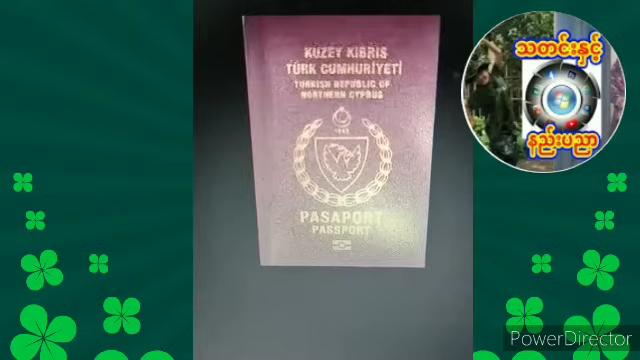 KUZEY KIBRIS
TÜRK CUMHURİYETİ
TURKISH REPUBLIC OF
NORTHERN CYPRUS
1983
PASAPORT
PASSPORT
သတင်းနှင့်
နည်းပညာ
PowerDirector